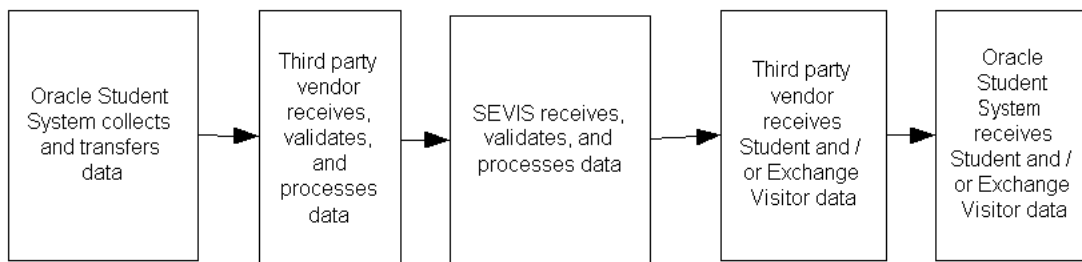 Oracle Student
System collects
and transfers
data
Third party
vendor
receives,
validates,
and
processes
data
SEVIS receives,
validates, and
processes data
Third party
vendor
receives
Student and /
or Exchange
Visitor data
Oracle
Student
System
receives
Student and /
or Exchange
Visitor data